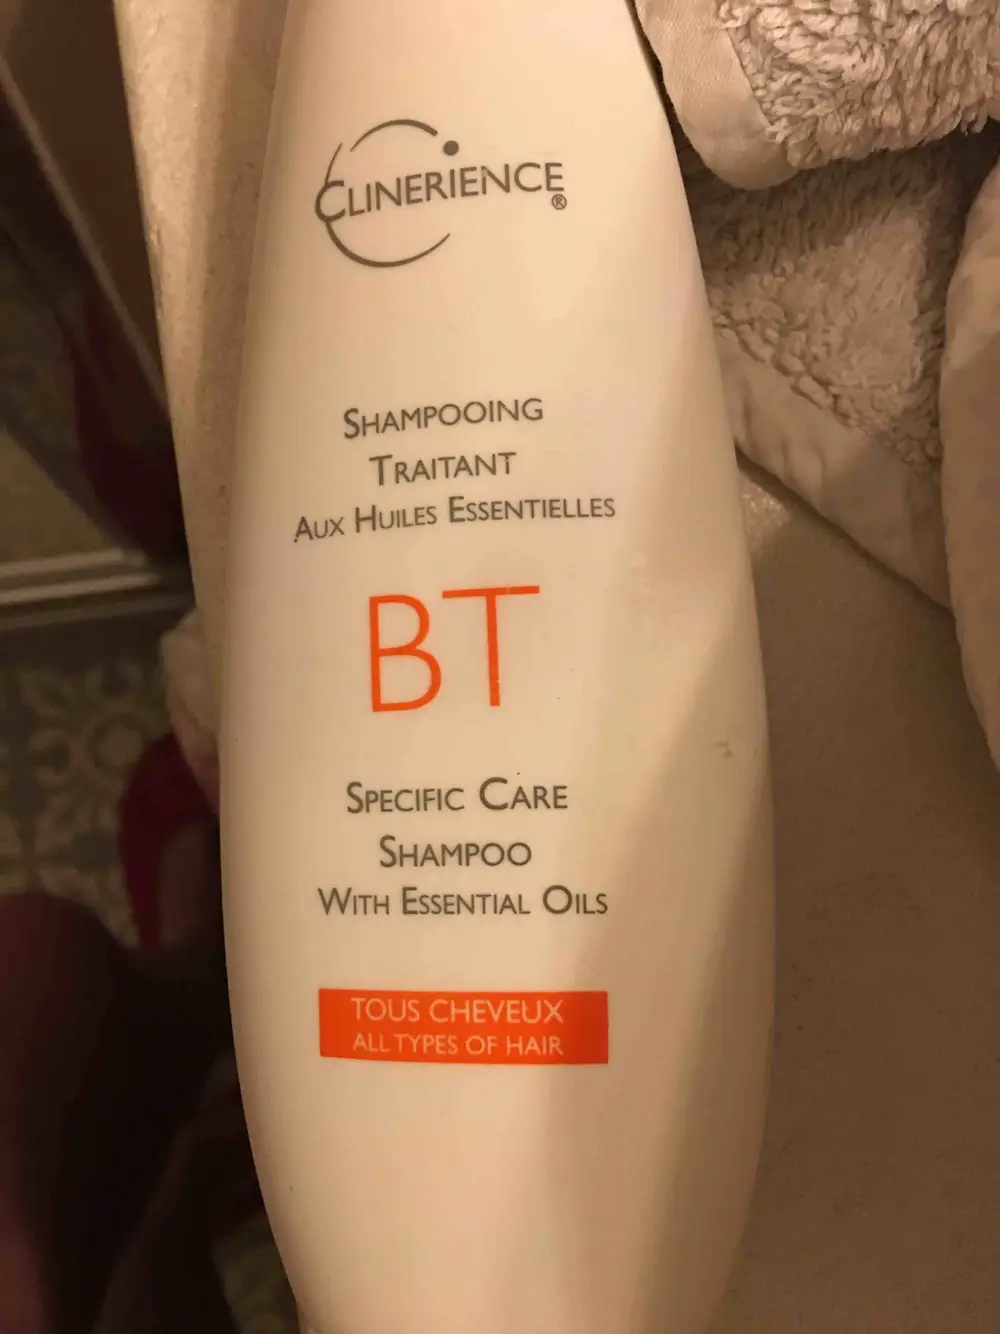 CLINERIENCE®
SHAMPOOING
TRAITANT
AUX HUILES ESSENTIELLES
BT
SPECIFIC CARE
SHAMPOO
WITH ESSENTIAL OILS
TOUS CHEVEUX
ALL TYPES OF HAIR